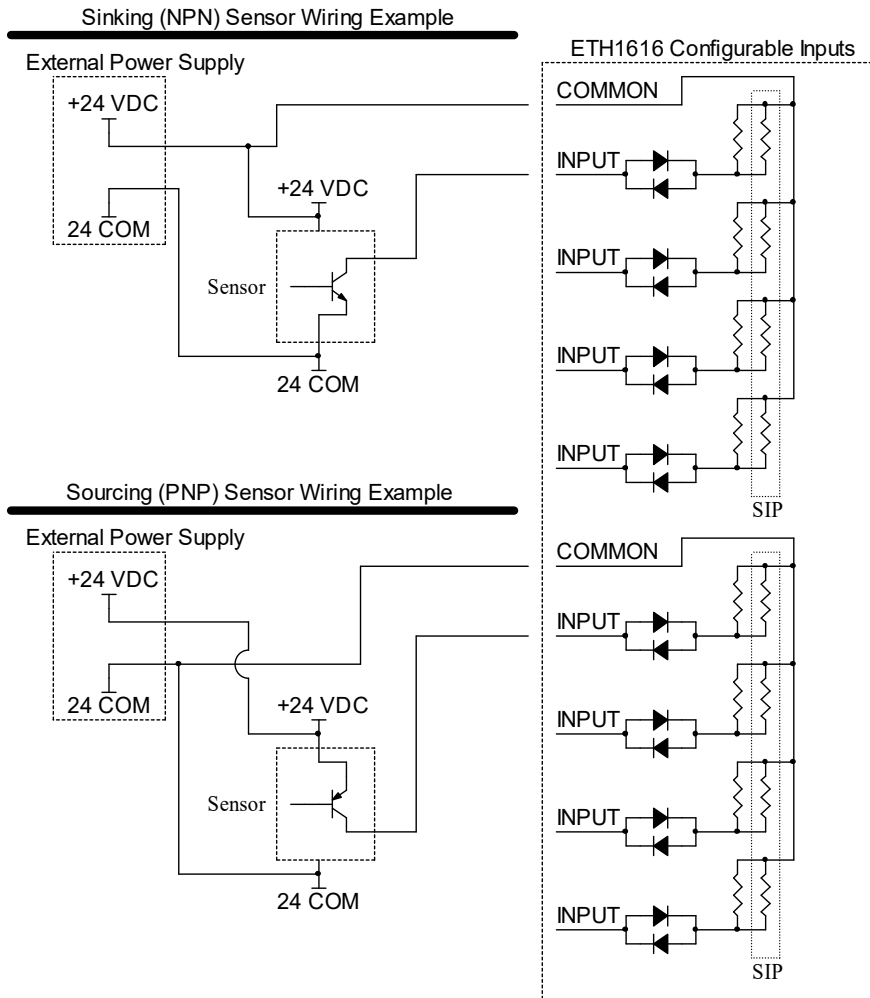 Sinking (NPN) Sensor Wiring Example
External Power Supply
+24 VDC
24 COM
+24 VDC
Sensor
24 COM
ETH1616 Configurable Inputs
COMMON
INPUT
INPUT
INPUT
INPUT
SIP
Sourcing (PNP) Sensor Wiring Example
External Power Supply
+24 VDC
24 COM
+24 VDC
Sensor
24 COM
COMMON
INPUT
INPUT
INPUT
INPUT
SIP